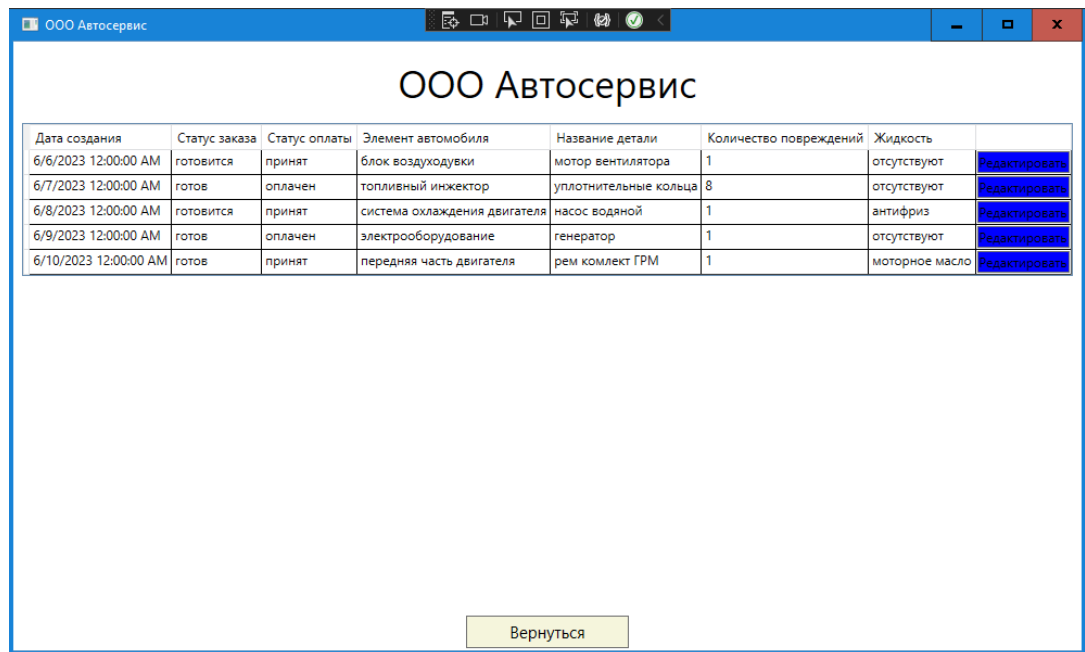 ООО Автосервис
ООО Автосервис
Дата создания Статус заказа Статус оплаты Элемент автомобиля Название детали Количество повреждений Жидкость
6/6/2023 12:00:00 AM готовится принят блок воздуходувки мотор вентилятора 1 отсутствуют Редактировать
6/7/2023 12:00:00 AM готов оплачен топливный инжектор уплотнительные кольца 8 отсутствуют Редактировать
6/8/2023 12:00:00 AM готовится принят система охлаждения двигателя насос водяной 1 антифриз Редактировать
6/9/2023 12:00:00 AM готов оплачен электрооборудование генератор 1 отсутствуют Редактировать
6/10/2023 12:00:00 AM готов принят передняя часть двигателя рем комлект ГРМ 1 моторное масло Редактировать
Вернуться